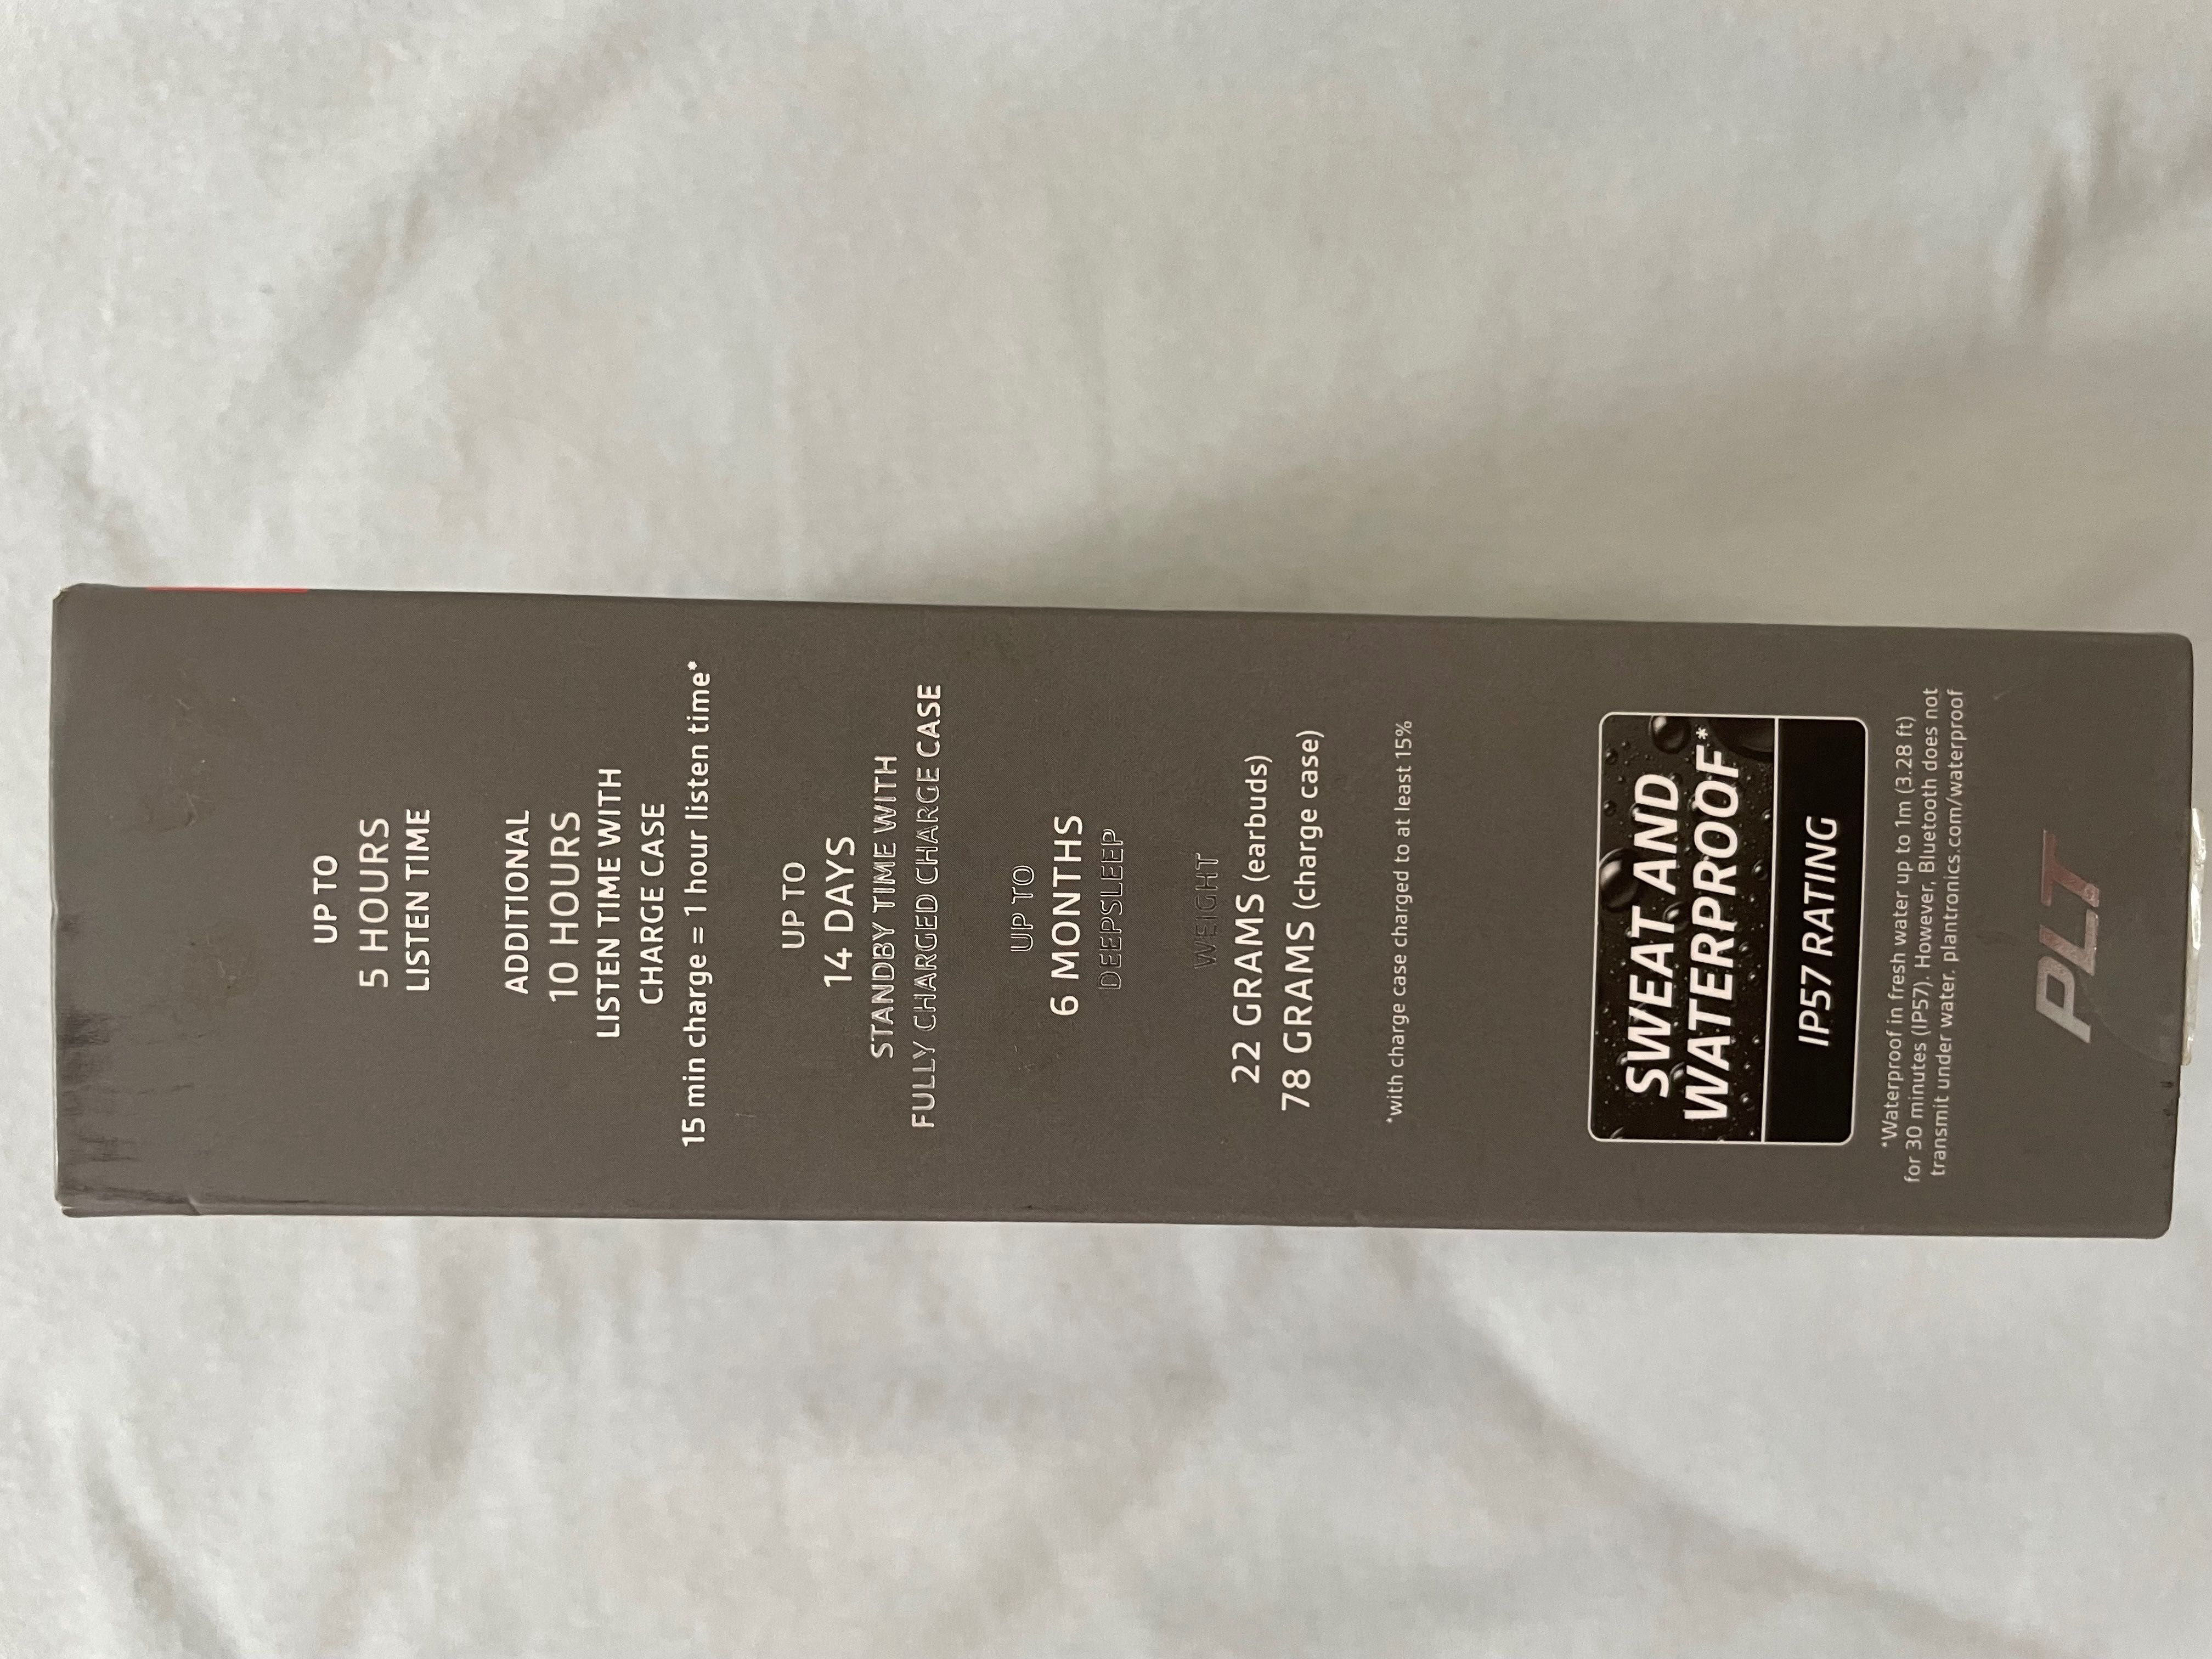 UP TO
5 HOURS
LISTEN TIME
ADDITIONAL
10 HOURS
LISTEN TIME WITH
CHARGE CASE
15 min charge = 1 hour listen time*
UP TO
14 DAYS
STANDBY TIME WITH
FULLY CHARGED CHARGE CASE
UP TO
6 MONTHS
DEEPSLEEP
WEIGHT
22 GRAMS (earbuds)
78 GRAMS (charge case)
*with charge case charged to at least 15%
SWEAT AND
WATERPROOF*
IP57 RATING
*Waterproof in fresh water up to 1m (3.28 ft)
for 30 minutes (IP57). However, Bluetooth does not
transmit under water. plantronics.com/waterproof
PLT